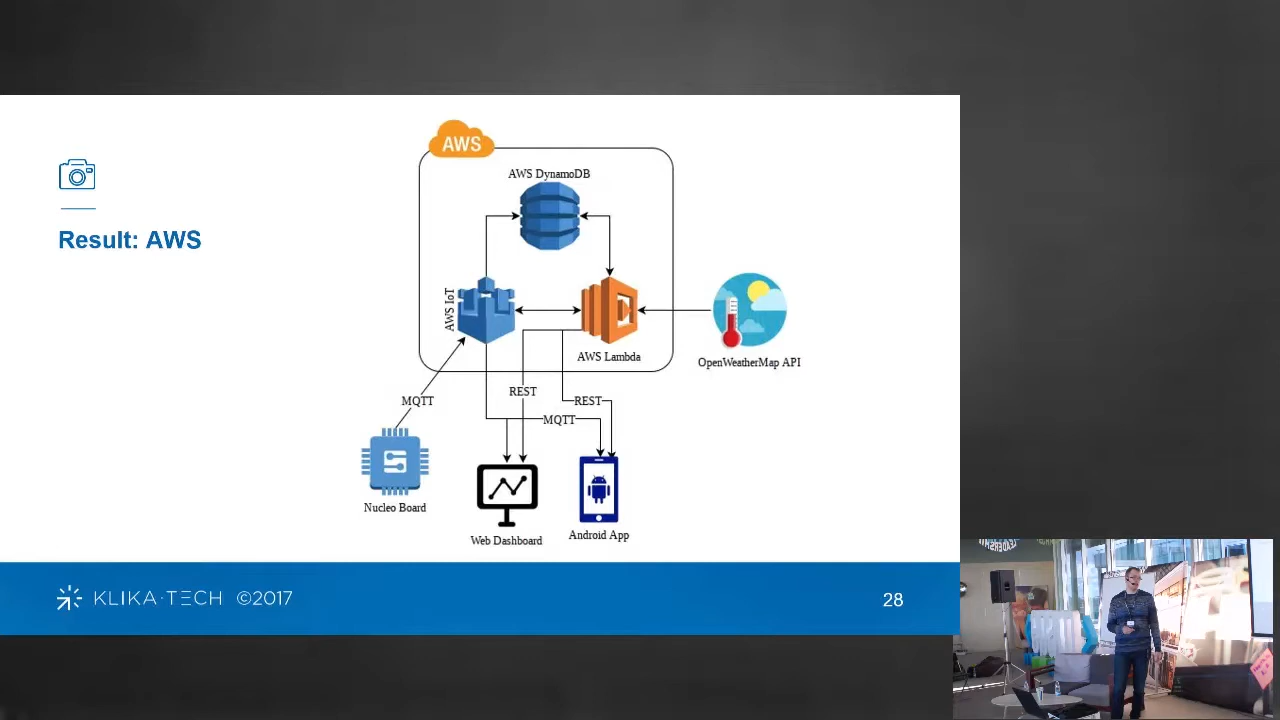 AWS
AWS DynamoDB
Result: AWS
AWS IoT
AWS Lambda
OpenWeatherMap API
MQTT
REST
REST
MQTT
Nucleo Board
Web Dashboard
Android App
KLIKA·TECH ©2017
28
LEADERSHIP